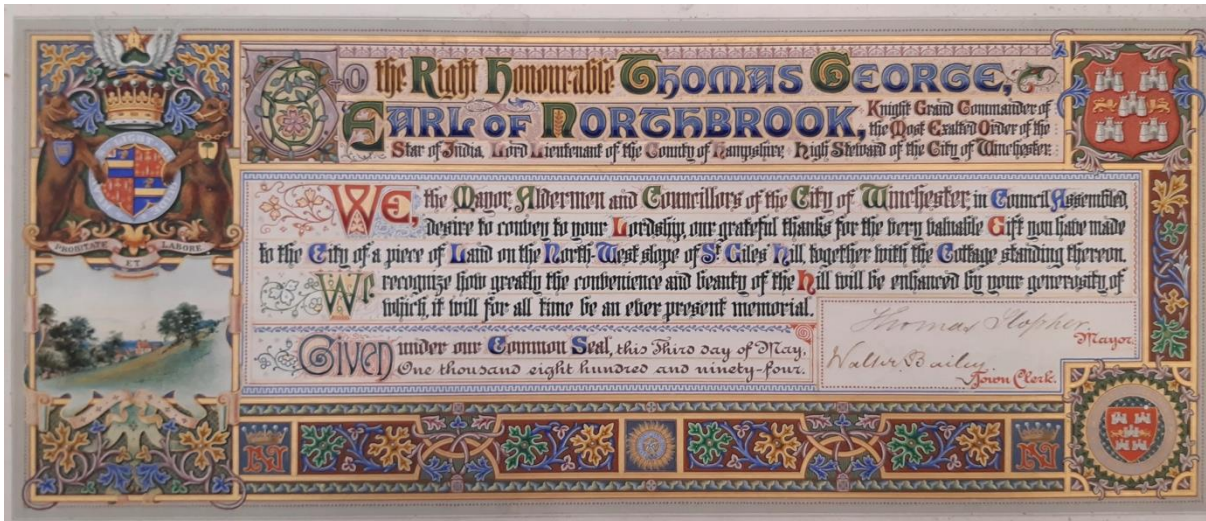 PROBITATE ET LABORE
To the Right Honourable Thomas George,
Earl of Northbrook, Knight Grand Commander of
the Most Exalted Order of the
Star of India, Lord Lieutenant of the County of Hampshire, High Steward of the City of Winchester.
We, the Mayor, Aldermen and Councillors of the City of Winchester, in Council Assembled,
desire to convey to your Lordship, our grateful thanks for the very valuable Gift you have made
to the City of a piece of Land on the North-West slope of St. Giles Hill, together with the Cottage standing thereon.
We recognize how greatly the convenience and beauty of the Hill will be enhanced by your generosity of
which, it will for all time be an ever present memorial.
Given under our Common Seal, this Third day of May,
One thousand eight hundred and ninety-four.
Thomas Stopher.
Mayor.
Walter Bailey.
Town Clerk.
N
N